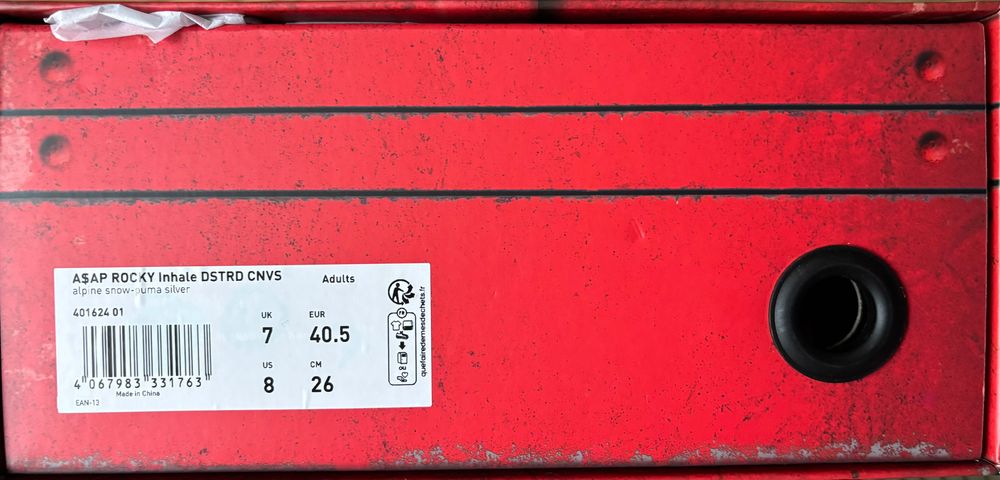 A$AP ROCKY Inhale DSTRD CNVS
Adults
alpine snow-puma silver
401624 01
UK
EUR
7
40.5
US
CM
8
26
4 067983 331763
Made in China
EAN-13
FR
quefairedemesdechets.fr